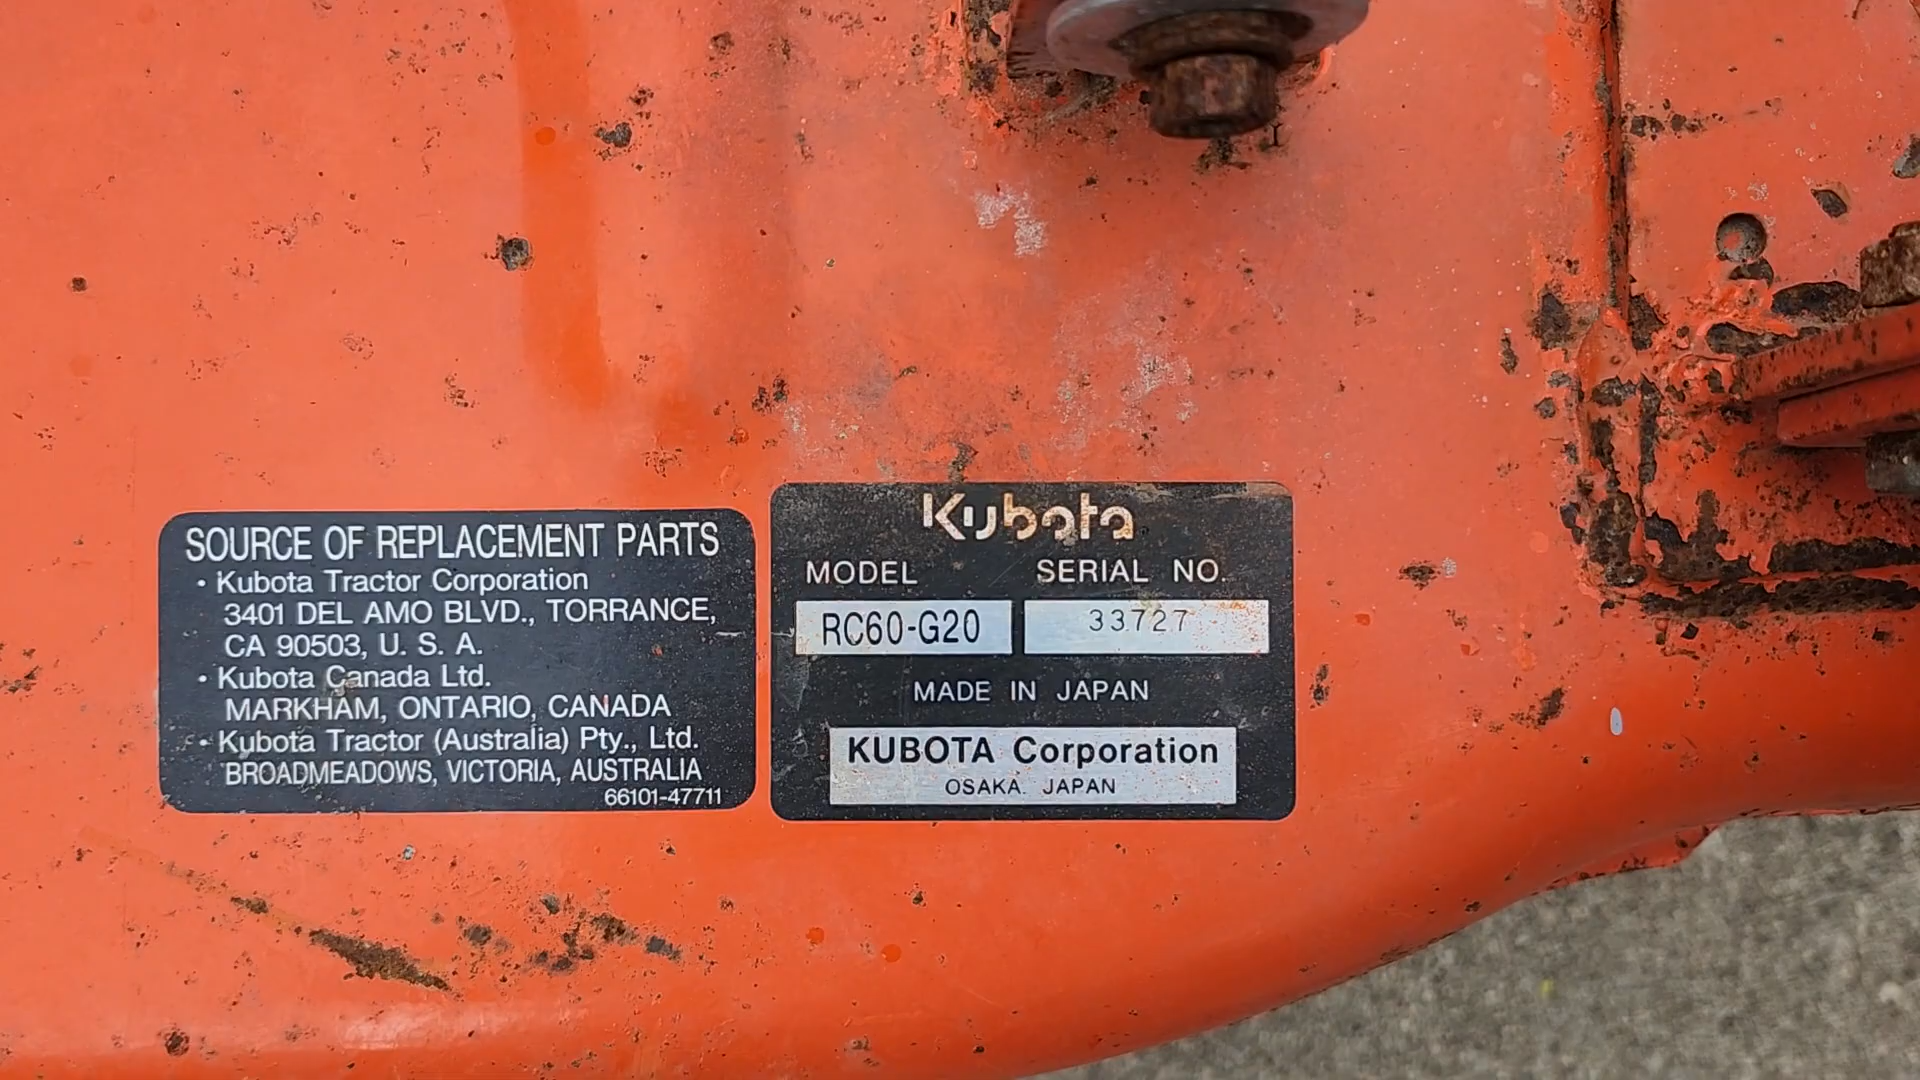 SOURCE OF REPLACEMENT PARTS
• Kubota Tractor Corporation
3401 DEL AMO BLVD., TORRANCE,
CA 90503, U. S. A.
• Kubota Canada Ltd.
MARKHAM, ONTARIO, CANADA
• Kubota Tractor (Australia) Pty., Ltd.
BROADMEADOWS, VICTORIA, AUSTRALIA
66101-47711
Kubota
MODEL SERIAL NO.
RC60-G20 33727
MADE IN JAPAN
KUBOTA Corporation
OSAKA. JAPAN